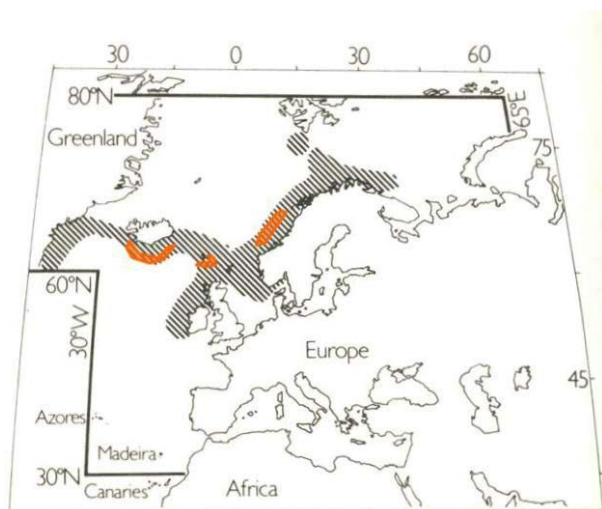 30 0 30 60
80°N
65°E
Greenland
75
60°N
30°W
Europe
45
Azores
Madeira
30°N
Canaries
Africa